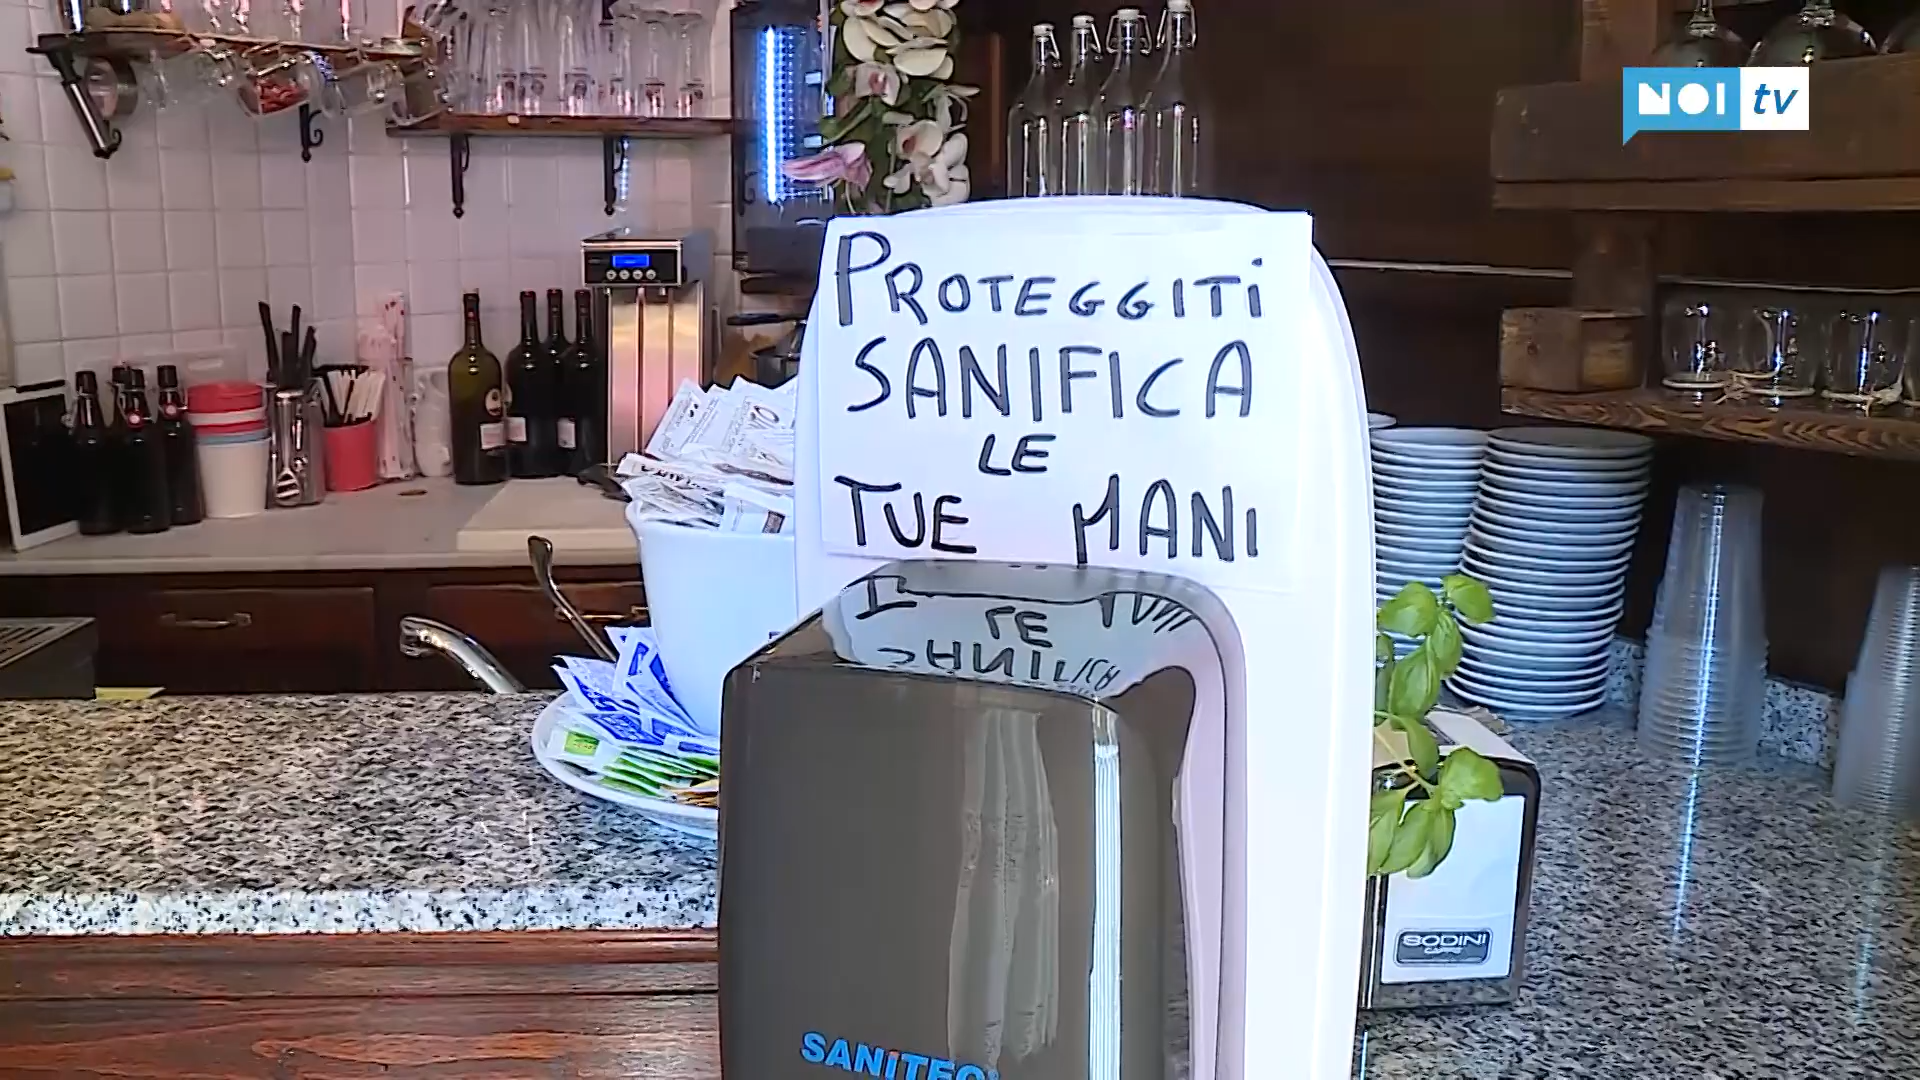 NOI tv
PROTEGGITI
SANIFICA
LE
TUE MANI
SODINI
SANITEC